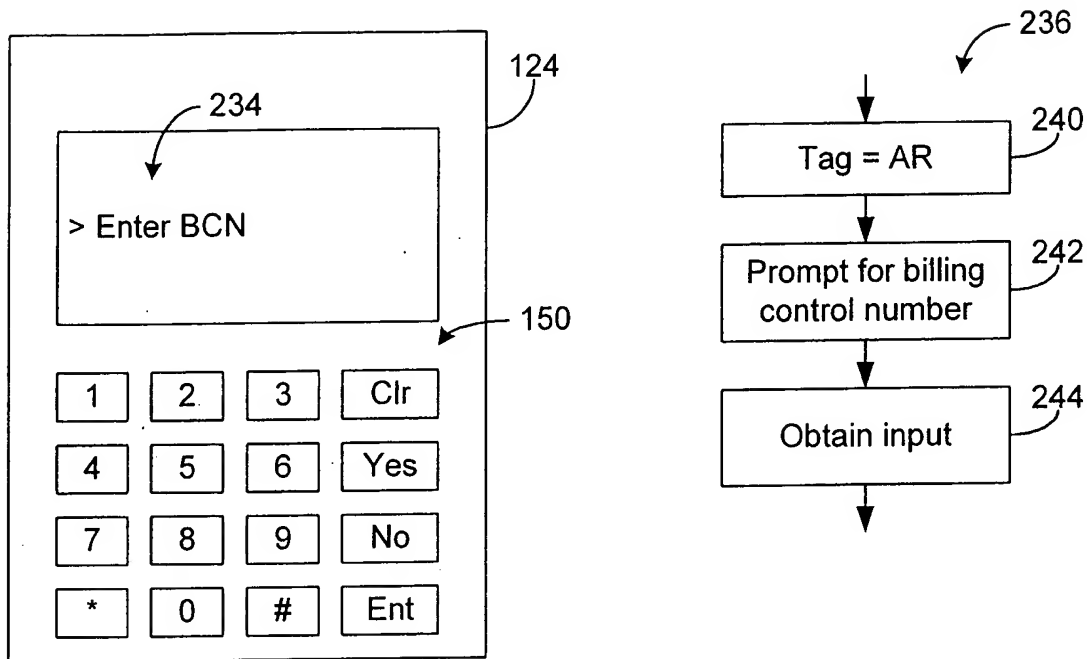 124
234
> Enter BCN
150
1 2 3 Clr
4 5 6 Yes
7 8 9 No
* 0 # Ent
236
240
Tag = AR
242
Prompt for billing
control number
244
Obtain input